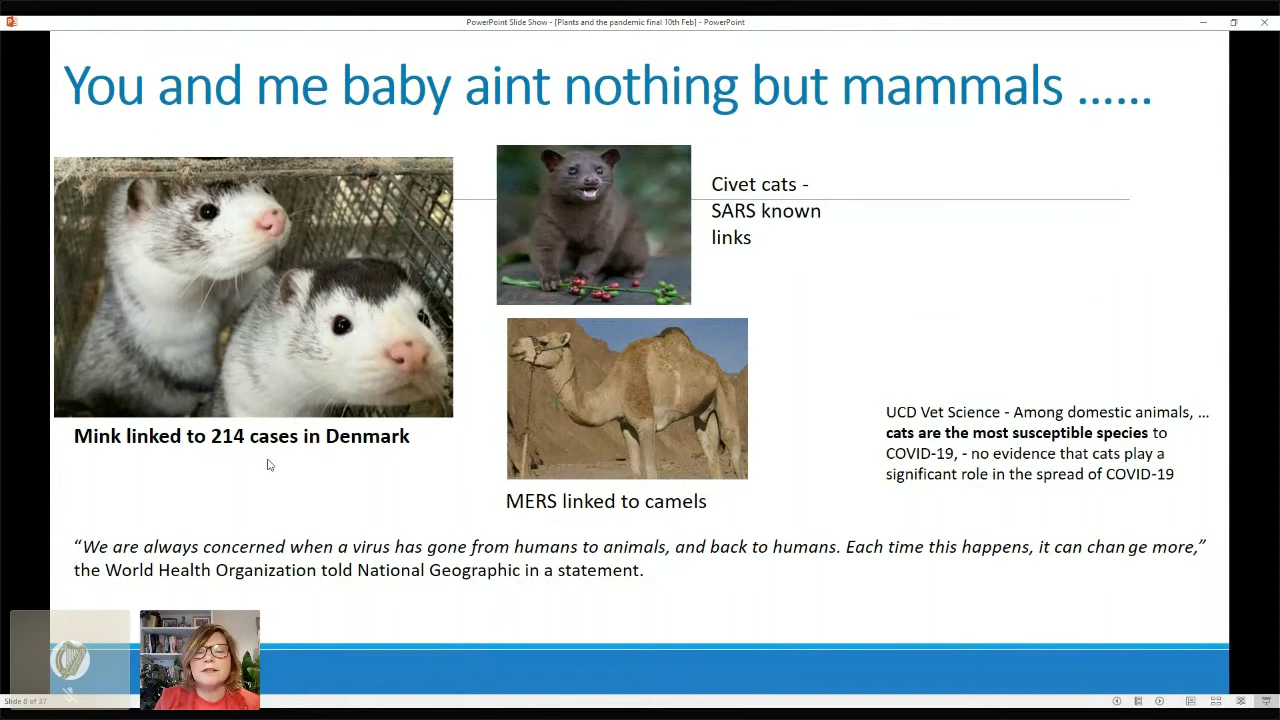 PowerPoint Slide Show - [Plants and the pandemic final 10th Feb] - PowerPoint
You and me baby aint nothing but mammals ......
Civet cats -
SARS known
links
Mink linked to 214 cases in Denmark
MERS linked to camels
UCD Vet Science - Among domestic animals, ...
cats are the most susceptible species to
COVID-19, - no evidence that cats play a
significant role in the spread of COVID-19
“We are always concerned when a virus has gone from humans to animals, and back to humans. Each time this happens, it can change more,”
the World Health Organization told National Geographic in a statement.
Slide 8 of 37